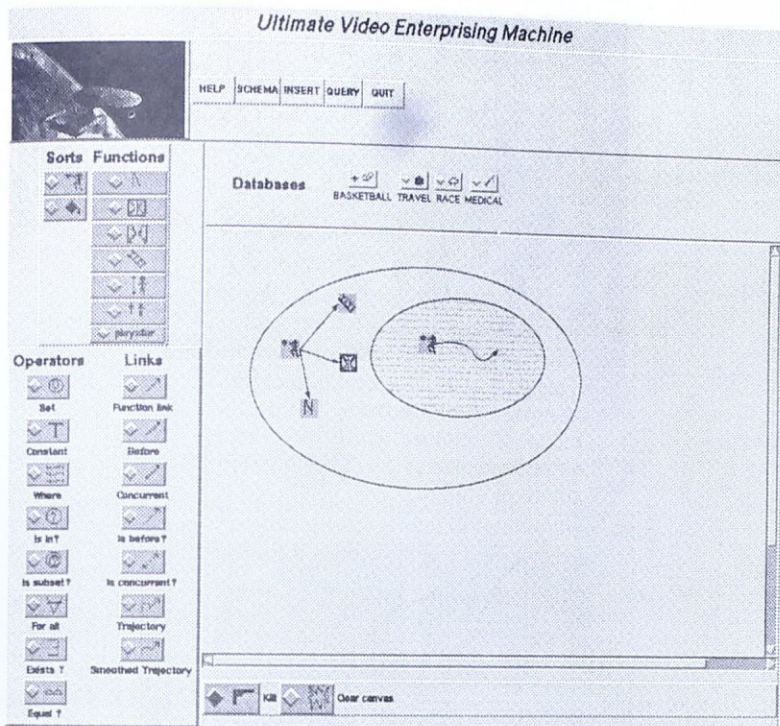 Ultimate Video Enterprising Machine
HELP SCHEMA INSERT QUERY QUIT
Sorts Functions
Databases
BASKETBALL TRAVEL RACE MEDICAL
N
Operators Links
Set Function link
T
Constant Before
Where Concurrent
Is in? Is before?
Is subset? Is concurrent?
For all Trajectory
Exists ? Smoothed Trajectory
Equal ?
Kill Clear canvas